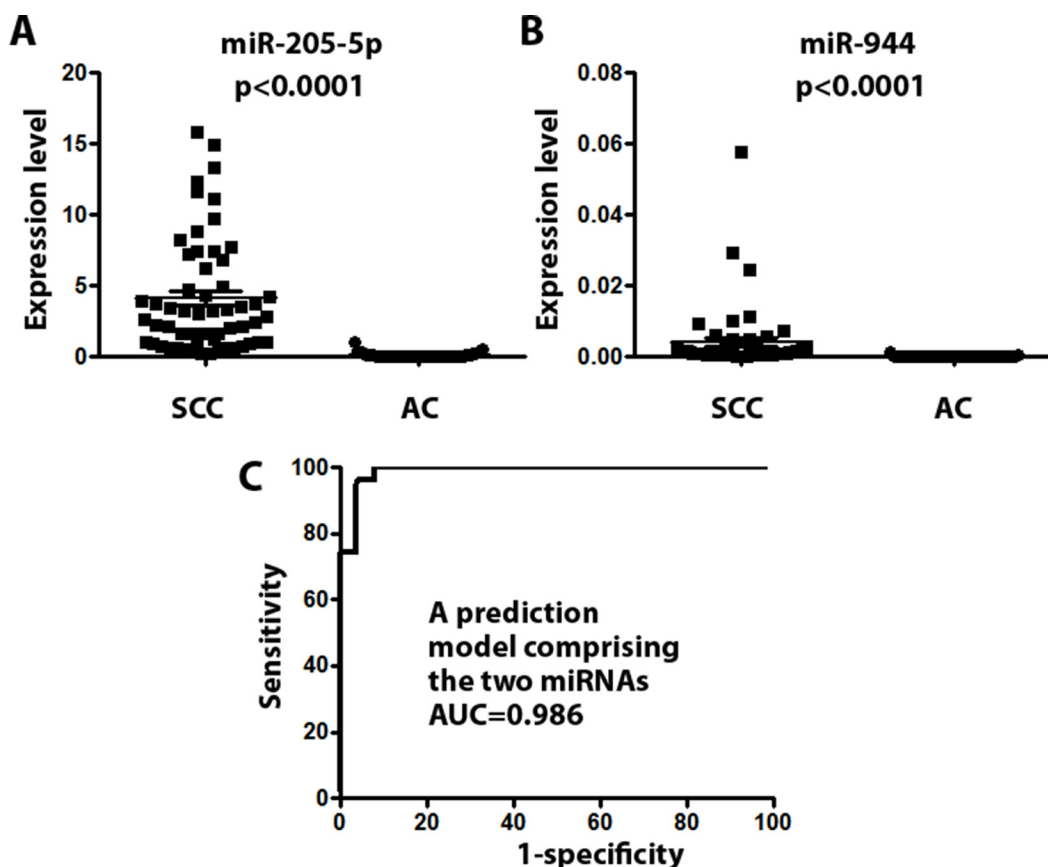 A
miR-205-5p
p<0.0001
Expression level
20
15
10
5
0
SCC
AC
B
miR-944
p<0.0001
Expression level
0.08
0.06
0.04
0.02
0.00
SCC
AC
C
Sensitivity
100
80
60
40
20
0
A prediction
model comprising
the two miRNAs
AUC=0.986
0 20 40 60 80 100
1-specificity